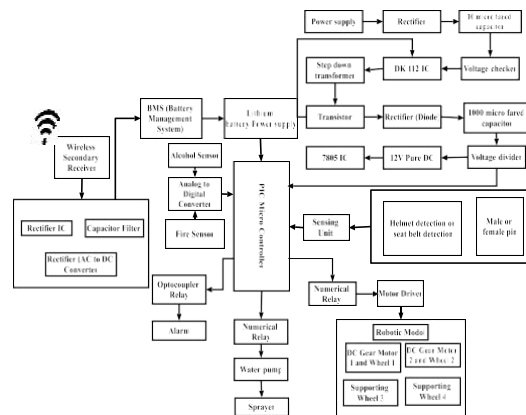 Power supply
Rectifier
10 micro fared
capacitor
Step down
transformer
DK 112 IC
Voltage checker
BMS (Battery
Management
System)
Lithium
battery Power supply
Transistor
Rectifier (Diode
1000 micro fared
capacitor
Wireless
Secondary
Receiver
Alcohol Sensor
7805 IC
12V Pure DC
Voltage divider
Analog to
Digital
Converter
PIC Micro Controller
Rectifier IC
Capacitor Filter
Fire Sensor
Sensing
Unit
Helmet detection or
seat belt detection
Male or
female pin
Rectifier (AC to DC
Converter
Optocoupler
Relay
Numerical
Relay
Motor Driver
Alarm
Numerical
Relay
Robotic Model
DC Gear Motor
1 and Wheel 1
DC Gear Motor
2 and Wheel 2
Water pump
Supporting
Wheel 3
Supporting
Wheel 4
Sprayer